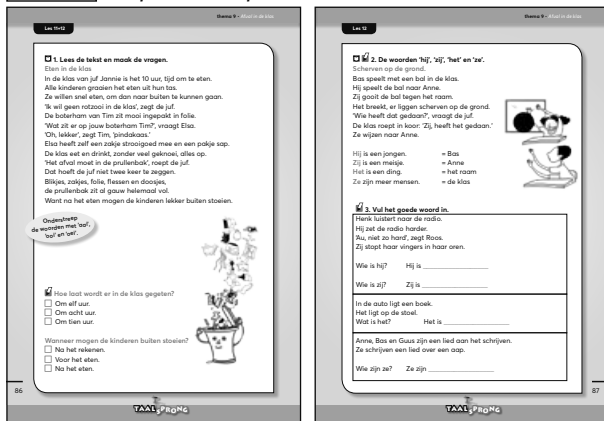 thema 9 - Afval in de klas
Les 11+12
1. Lees de tekst en maak de vragen.
Eten in de klas
In de klas van juf Jannie is het 10 uur, tijd om te eten.
Alle kinderen graaien het eten uit hun tas.
Ze willen snel eten, om dan naar buiten te kunnen gaan.
'Ik wil geen rotzooi in de klas', zegt de juf.
De boterham van Tim zit mooi ingepakt in folie.
'Wat zit er op jouw boterham Tim?', vraagt Elsa.
'Oh, lekker', zegt Tim, 'pindakaas.'
Elsa heeft zelf een zakje strooigoed mee en een pakje sap.
De klas eet en drinkt, zonder veel geknoei, alles op.
'Het afval moet in de prullenbak', roept de juf.
Dat hoeft de juf niet twee keer te zeggen.
Blikjes, zakjes, folie, flessen en doosjes,
de prullenbak zit al gauw helemaal vol.
Want na het eten mogen de kinderen lekker buiten stoeien.
Onderstreep
de woorden met 'aai',
'ooi' en 'oei'.
Hoe laat wordt er in de klas gegeten?
Om elf uur.
Om acht uur.
Om tien uur.
Wanneer mogen de kinderen buiten stoeien?
Na het rekenen.
Voor het eten.
Na het eten.
86
TAALSPRONG
thema 9 - Afval in de klas
Les 12
2. De woorden 'hij', 'zij', 'het' en 'ze'.
Scherven op de grond.
Bas speelt met een bal in de klas.
Hij speelt de bal naar Anne.
Zij gooit de bal tegen het raam.
Het breekt, er liggen scherven op de grond.
'Wie heeft dat gedaan?', vraagt de juf.
De klas roept in koor: 'Zij, heeft het gedaan.'
Ze wijzen naar Anne.
Hij is een jongen. = Bas
Zij is een meisje. = Anne
Het is een ding. = het raam
Ze zijn meer mensen. = de klas
3. Vul het goede woord in.
Henk luistert naar de radio.
Hij zet de radio harder.
'Au, niet zo hard', zegt Roos.
Zij stopt haar vingers in haar oren.
Wie is hij? Hij is
Wie is zij? Zij is
In de auto ligt een boek.
Het ligt op de stoel.
Wat is het? Het is
Anne, Bas en Guus zijn een lied aan het schrijven.
Ze schrijven een lied over een aap.
Wie zijn ze? Ze zijn
87
TAALSPRONG